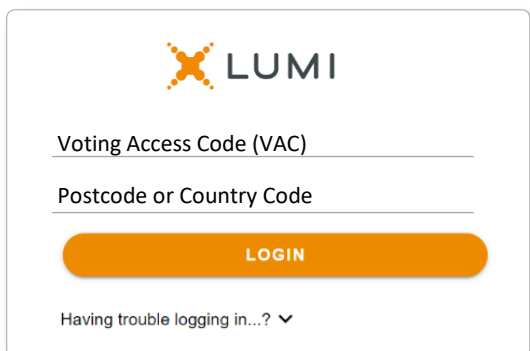 LUMI
Voting Access Code (VAC)
Postcode or Country Code
LOGIN
Having trouble logging in...?